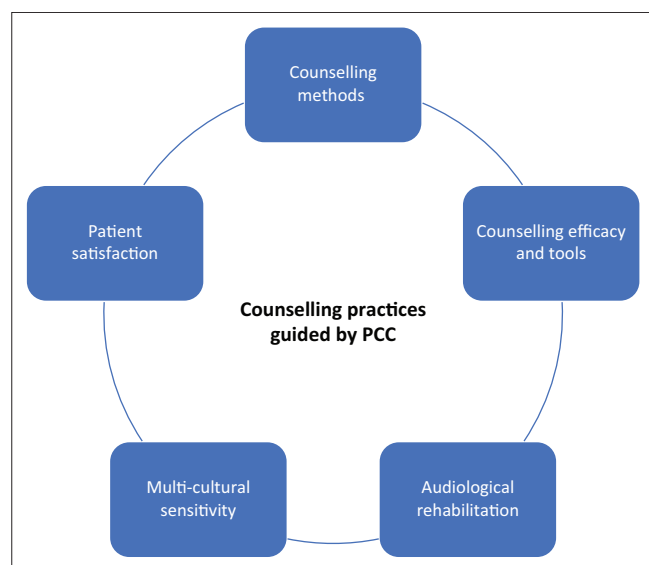 Counselling
methods
Patient
satisfaction
Counselling efficacy
and tools
Counselling practices
guided by PCC
Multi-cultural
sensitivity
Audiological
rehabilitation